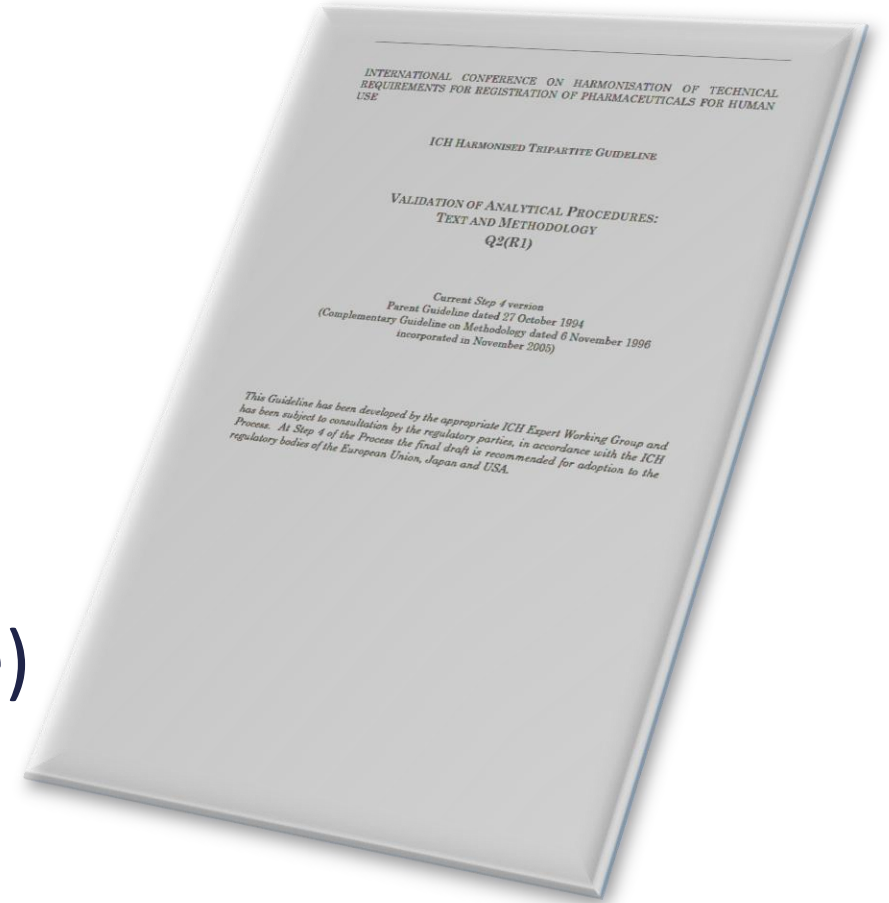 INTERNATIONAL CONFERENCE ON HARMONISATION OF TECHNICAL
REQUIREMENTS FOR REGISTRATION OF PHARMACEUTICALS FOR HUMAN
USE
ICH HARMONISED TRIPARTITE GUIDELINE
VALIDATION OF ANALYTICAL PROCEDURES:
TEXT AND METHODOLOGY
Q2(R1)
Current Step 4 version
Parent Guideline dated 27 October 1994
(Complementary Guideline on Methodology dated 6 November 1996
incorporated in November 2005)
This Guideline has been developed by the appropriate ICH Expert Working Group and
has been subject to consultation by the regulatory parties, in accordance with the ICH
Process. At Step 4 of the Process the final draft is recommended for adoption to the
regulatory bodies of the European Union, Japan and USA.
)